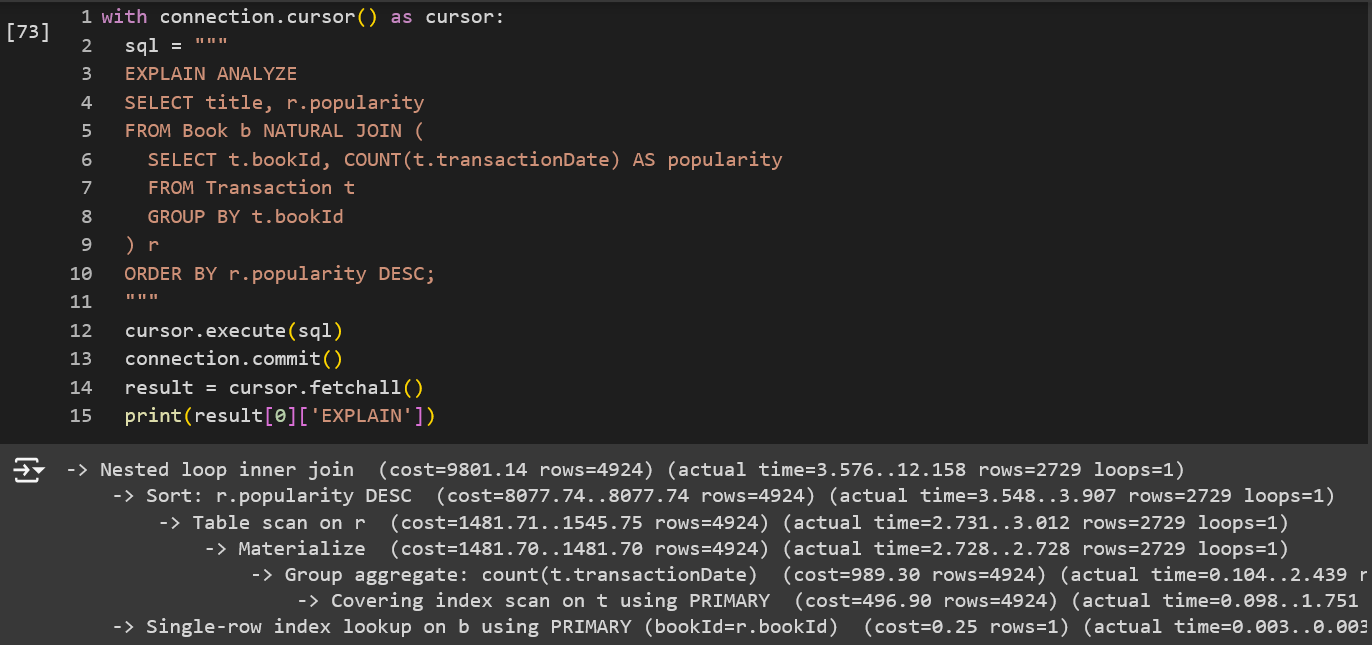 [73]
1 with connection.cursor() as cursor:
2 sql = """
3 EXPLAIN ANALYZE
4 SELECT title, r.popularity
5 FROM Book b NATURAL JOIN (
6 SELECT t.bookId, COUNT(t.transactionDate) AS popularity
7 FROM Transaction t
8 GROUP BY t.bookId
9 ) r
10 ORDER BY r.popularity DESC;
11 """
12 cursor.execute(sql)
13 connection.commit()
14 result = cursor.fetchall()
15 print(result[0]['EXPLAIN'])
-> Nested loop inner join (cost=9801.14 rows=4924) (actual time=3.576..12.158 rows=2729 loops=1)
-> Sort: r.popularity DESC (cost=8077.74..8077.74 rows=4924) (actual time=3.548..3.907 rows=2729 loops=1)
-> Table scan on r (cost=1481.71..1545.75 rows=4924) (actual time=2.731..3.012 rows=2729 loops=1)
-> Materialize (cost=1481.70..1481.70 rows=4924) (actual time=2.728..2.728 rows=2729 loops=1)
-> Group aggregate: count(t.transactionDate) (cost=989.30 rows=4924) (actual time=0.104..2.439 r
-> Covering index scan on t using PRIMARY (cost=496.90 rows=4924) (actual time=0.098..1.751
-> Single-row index lookup on b using PRIMARY (bookId=r.bookId) (cost=0.25 rows=1) (actual time=0.003..0.003